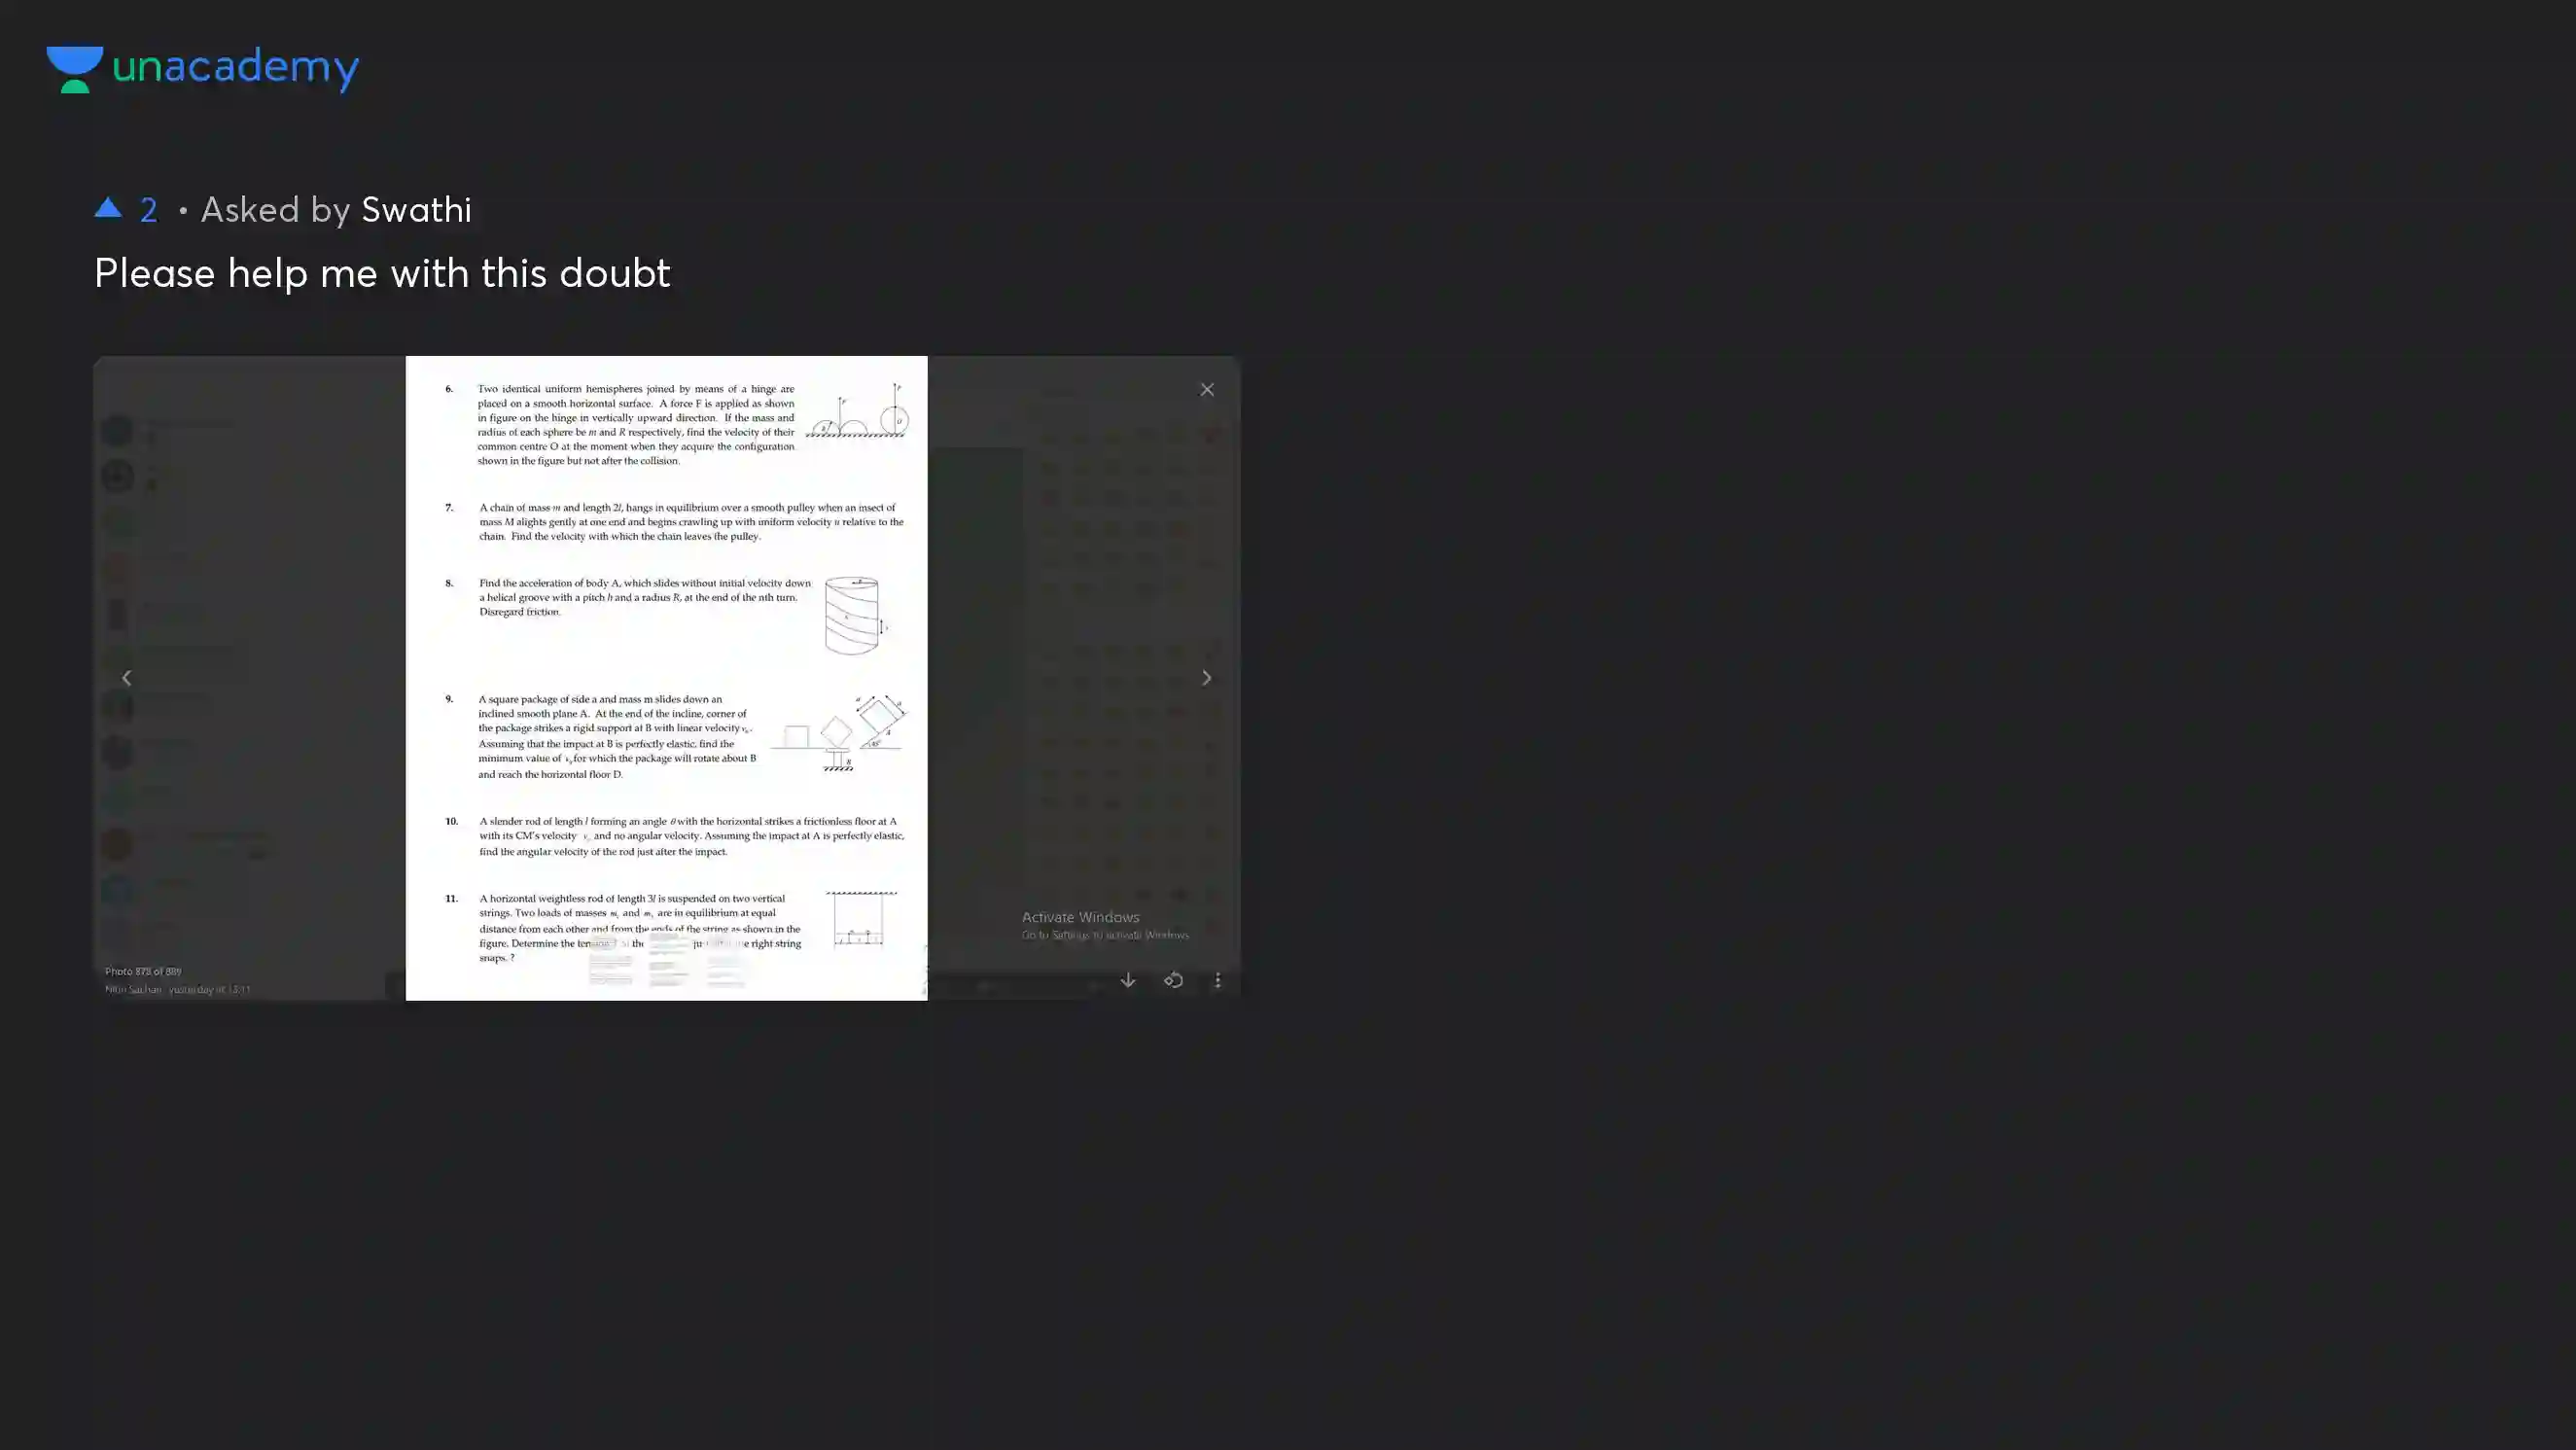 unacademy
2 • Asked by Swathi
Please help me with this doubt
6. Two identical uniform hemispheres joined by means of a hinge are
placed on a smooth horizontal surface. A force F is applied as shown
in figure on the hinge in vertically upward direction. If the mass and
radius of each sphere be m and R respectively, find the velocity of their
common centre O at the moment when they acquire the configuration
shown in the figure but not after the collision.
7. A chain of mass m and length 2l, hangs in equilibrium over a smooth pulley when an insect of
mass M alights gently at one end and begins crawling up with uniform velocity u relative to the
chain. Find the velocity with which the chain leaves the pulley.
8. Find the acceleration of body A, which slides without initial velocity down
a helical groove with a pitch h and a radius R, at the end of the nth turn.
Disregard friction.
9. A square package of side a and mass m slides down an
inclined smooth plane A. At the end of the incline, corner of
the package strikes a rigid support at B with linear velocity v₀.
Assuming that the impact at B is perfectly elastic, find the
minimum value of v₀ for which the package will rotate about B
and reach the horizontal floor D.
10. A slender rod of length l forming an angle θ with the horizontal strikes a frictionless floor at A
with its CM's velocity and no angular velocity. Assuming the impact at A is perfectly elastic,
find the angular velocity of the rod just after the impact.
11. A horizontal weightless rod of length 3l is suspended on two vertical
strings. Two loads of masses m₁ and m₂ are in equilibrium at equal
distance from each other and from the ends of the string as shown in the
figure. Determine the the right string
snaps. ?
Activate Windows
Go to Settings to activate Windows
Photo 878 of 889
Nitin Sachan yesterday at 13:11